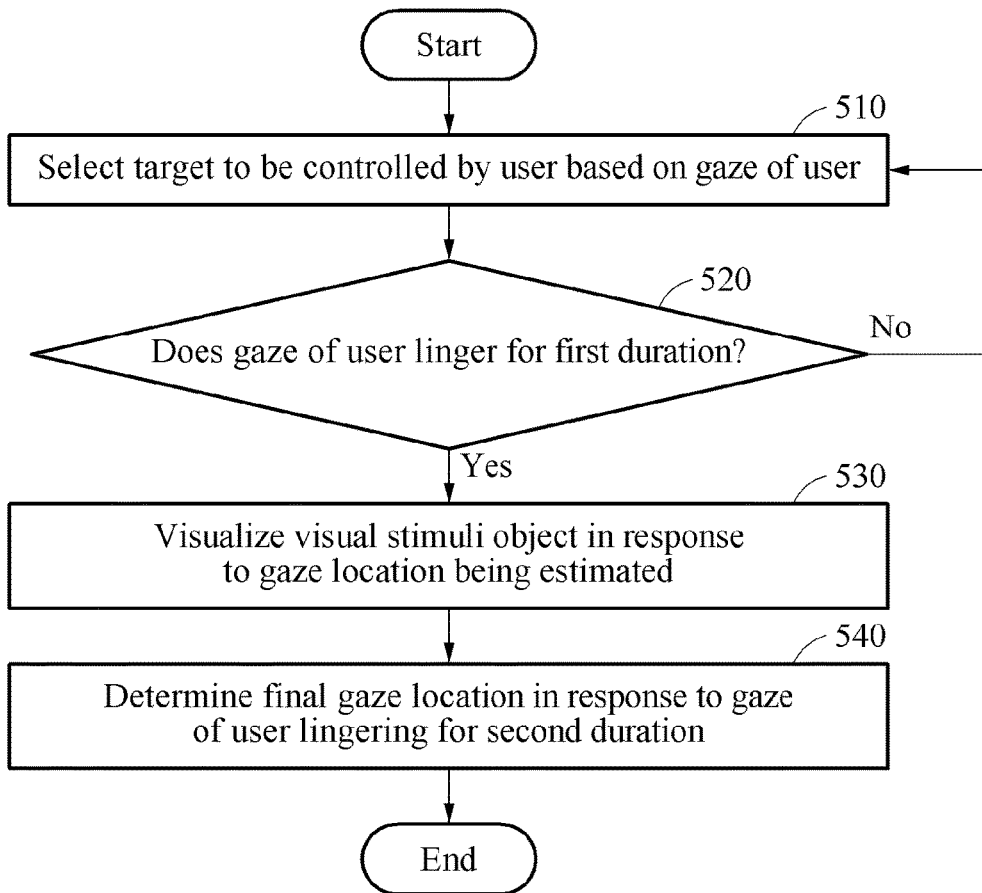 Start
510
Select target to be controlled by user based on gaze of user
520
Does gaze of user linger for first duration?
No
Yes
530
Visualize visual stimuli object in response
to gaze location being estimated
540
Determine final gaze location in response to gaze
of user lingering for second duration
End